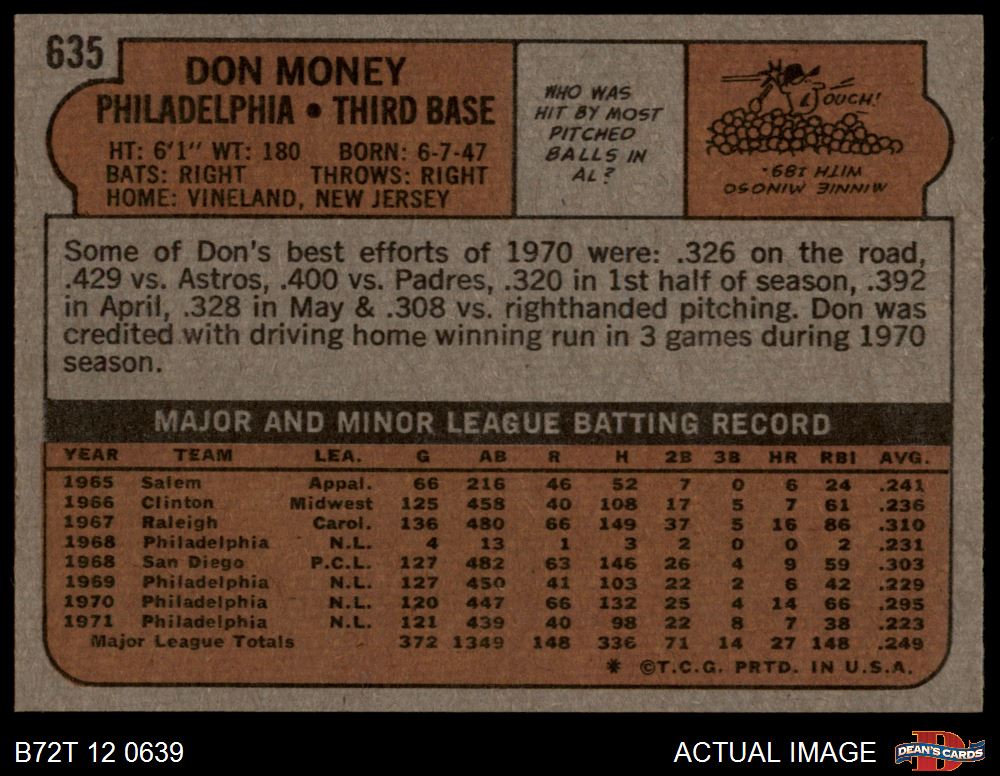 635
DON MONEY
PHILADELPHIA • THIRD BASE
HT: 6'1" WT: 180 BORN: 6-7-47
BATS: RIGHT THROWS: RIGHT
HOME: VINELAND, NEW JERSEY
WHO WAS
HIT BY MOST
PITCHED
BALLS IN
AL?
OUCH!
MINNIE MINOSO
WITH 189.
Some of Don's best efforts of 1970 were: .326 on the road,
.429 vs. Astros, .400 vs. Padres, .320 in 1st half of season, .392
in April, .328 in May & .308 vs. righthanded pitching. Don was
credited with driving home winning run in 3 games during 1970
season.
MAJOR AND MINOR LEAGUE BATTING RECORD
YEAR TEAM LEA. G AB R H 2B 3B HR RBI AVG.
1965 Salem Appal. 66 216 46 52 7 0 6 24 .241
1966 Clinton Midwest 125 458 40 108 17 5 7 61 .236
1967 Raleigh Carol. 136 480 66 149 37 5 16 86 .310
1968 Philadelphia N.L. 4 13 1 3 2 0 0 2 .231
1968 San Diego P.C.L. 127 482 63 146 26 4 9 59 .303
1969 Philadelphia N.L. 127 450 41 103 22 2 6 42 .229
1970 Philadelphia N.L. 120 447 66 132 25 4 14 66 .295
1971 Philadelphia N.L. 121 439 40 98 22 8 7 38 .223
Major League Totals 372 1349 148 336 71 14 27 148 .249
* ©T.C.G. PRTD. IN U.S.A.
B72T 12 0639
ACTUAL IMAGE
DEAN'S CARDS